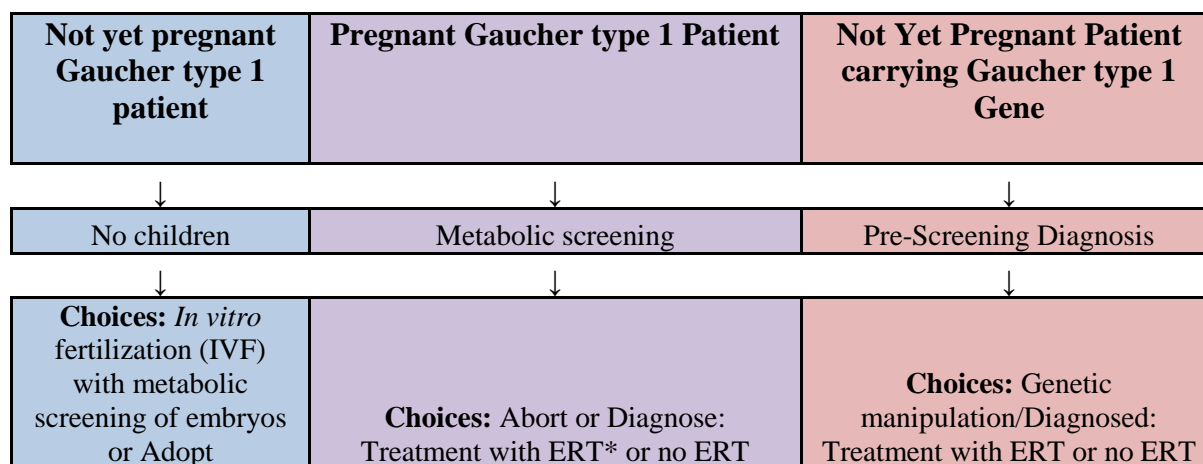 Not yet pregnant
Gaucher type 1
patient
Pregnant Gaucher type 1 Patient
Not Yet Pregnant Patient
carrying Gaucher type 1
Gene
↓ ↓ ↓
No children
Metabolic screening
Pre-Screening Diagnosis
↓ ↓ ↓
Choices: In vitro
fertilization (IVF)
with metabolic
screening of embryos
or Adopt
Choices: Abort or Diagnose:
Treatment with ERT* or no ERT
Choices: Genetic
manipulation/Diagnosed:
Treatment with ERT or no ERT